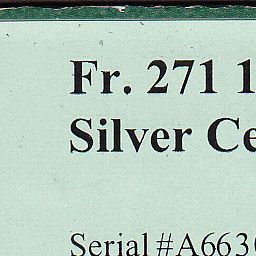 Fr. 271 1
Silver Ce
Serial #A663